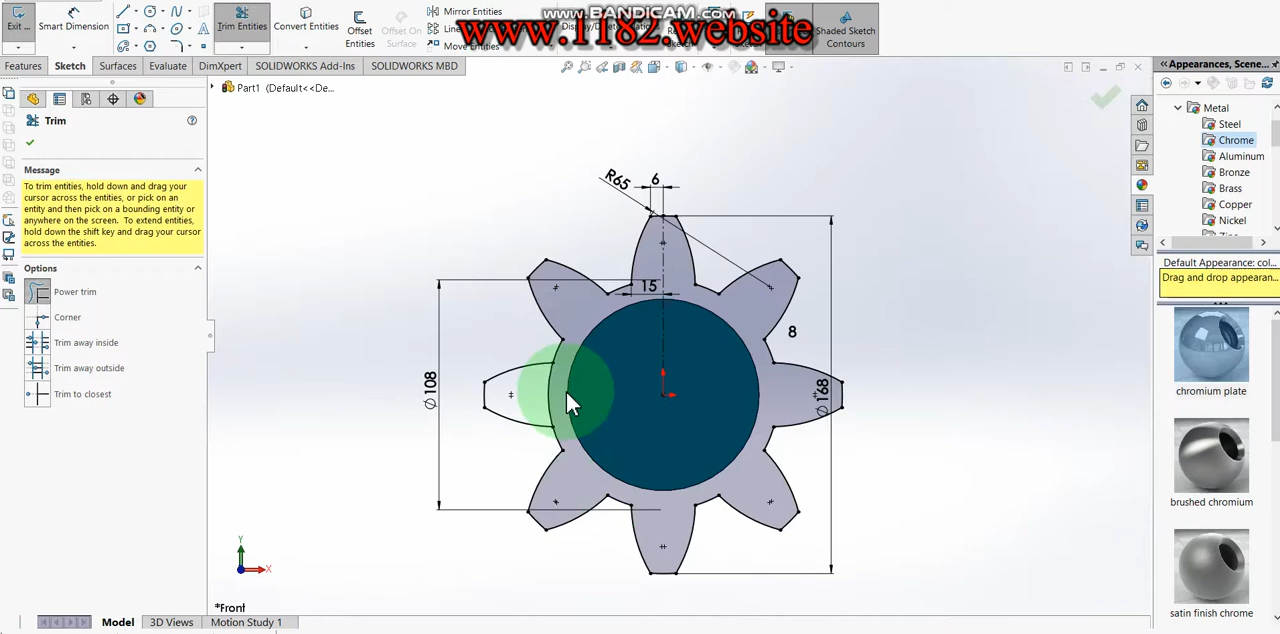 www.BANDICAM.com
www.1182.website
Exit ...
Smart Dimension
Trim Entities
Convert Entities
Offset Entities
Offset On Surface
Mirror Entities
Move Entities
Shaded Sketch Contours
Features
Sketch
Surfaces
Evaluate
DimXpert
SOLIDWORKS Add-Ins
SOLIDWORKS MBD
Part1 (Default<<De...
Trim
Message
To trim entities, hold down and drag your
cursor across the entities, or pick on an
entity and then pick on a bounding entity or
anywhere on the screen. To extend entities,
hold down the shift key and drag your cursor
across the entities.
Options
Power trim
Corner
Trim away inside
Trim away outside
Trim to closest
R65
6
15
8
∅108
∅168
Y
X
*Front
Model
3D Views
Motion Study 1
Appearances, Scene...
Metal
Steel
Chrome
Aluminum
Bronze
Brass
Copper
Nickel
Default Appearance: col...
Drag and drop appearan...
chromium plate
brushed chromium
satin finish chrome